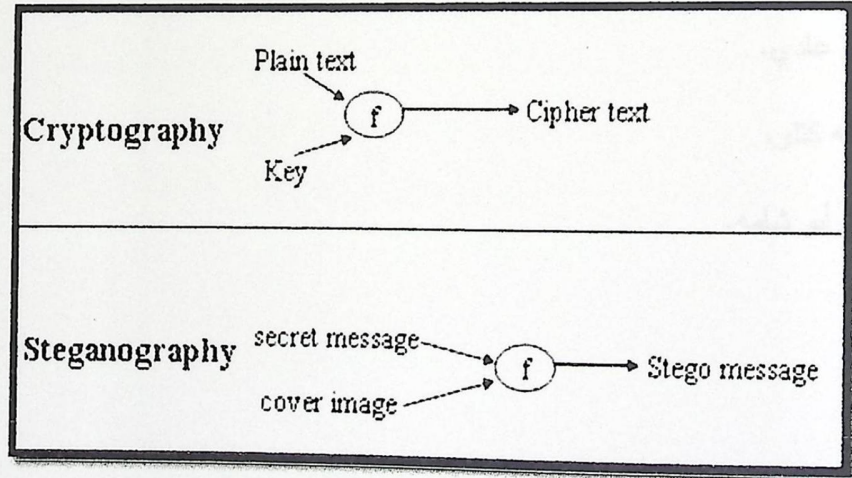 Plain text
f
Cipher text
Cryptography
Key
secret message
Steganography
f
Stego message
cover image